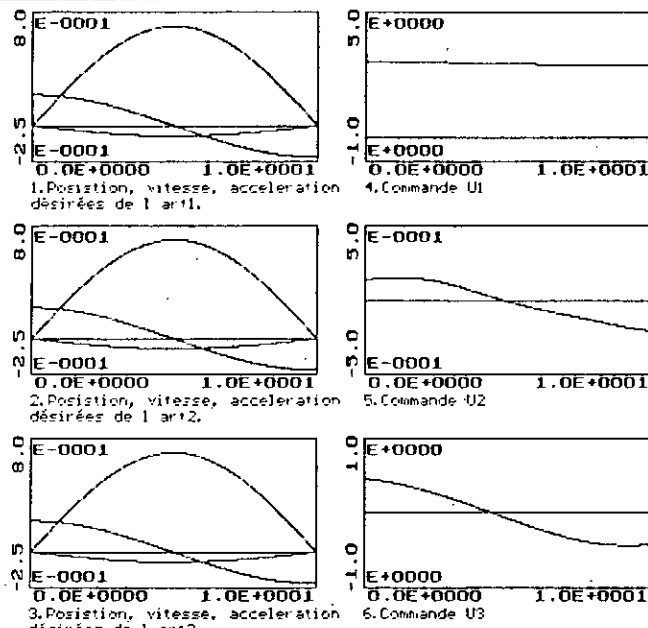 8.0 E-0001
-2.5 E-0001
0.0E+0000 1.0E+0001
1.Posistion, vitesse, acceleration
désirées de l art1.
5.0 E+0000
-1.0 E+0000
0.0E+0000 1.0E+0001
4.Commande U1
8.0 E-0001
-2.5 E-0001
0.0E+0000 1.0E+0001
2.Posistion, vitesse, acceleration
désirées de l art2.
5.0 E-0001
-5.0 E-0001
0.0E+0000 1.0E+0001
5.Commande U2
8.0 E-0001
-2.5 E-0001
0.0E+0000 1.0E+0001
3.Posistion, vitesse, acceleration
1.0 E+0000
-1.0 E+0000
0.0E+0000 1.0E+0001
6.Commande U3